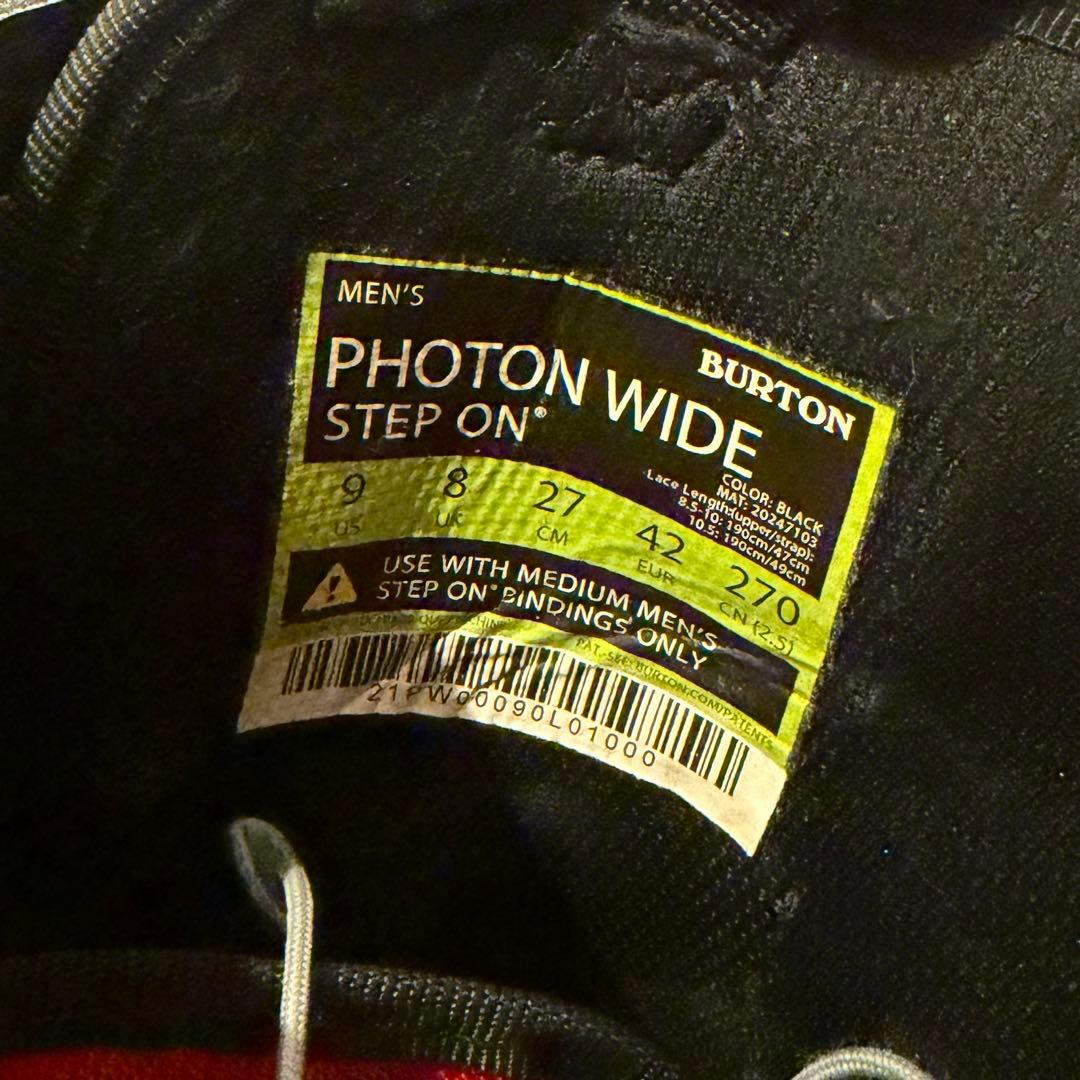 MEN'S
BURTON
PHOTON WIDE
STEP ON®
COLOR: BLACK
MAT: 20247103
Lace Length:(upper/strap):
8.5-10: 190cm/47cm
10.5: 190cm/49cm
9 8 27 42 270
US UK CM EUR CN (2.5)
USE WITH MEDIUM MEN'S
STEP ON® BINDINGS ONLY
PAT.-SEE: BURTON.COM/PATENTS
21PW00090L01000